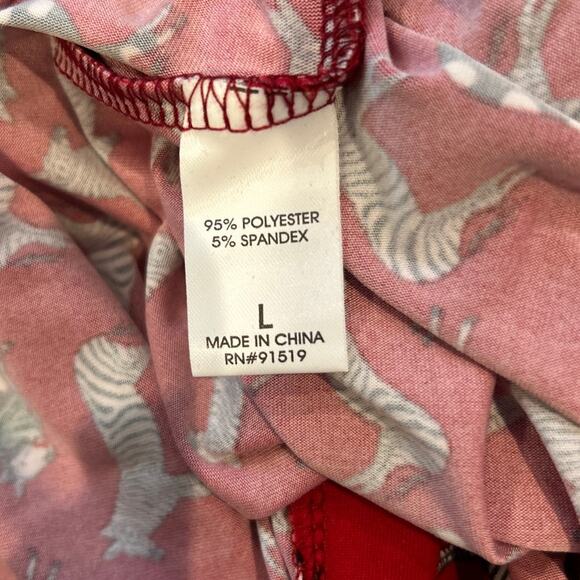 95% POLYESTER
5% SPANDEX
L
MADE IN CHINA
RN#91519